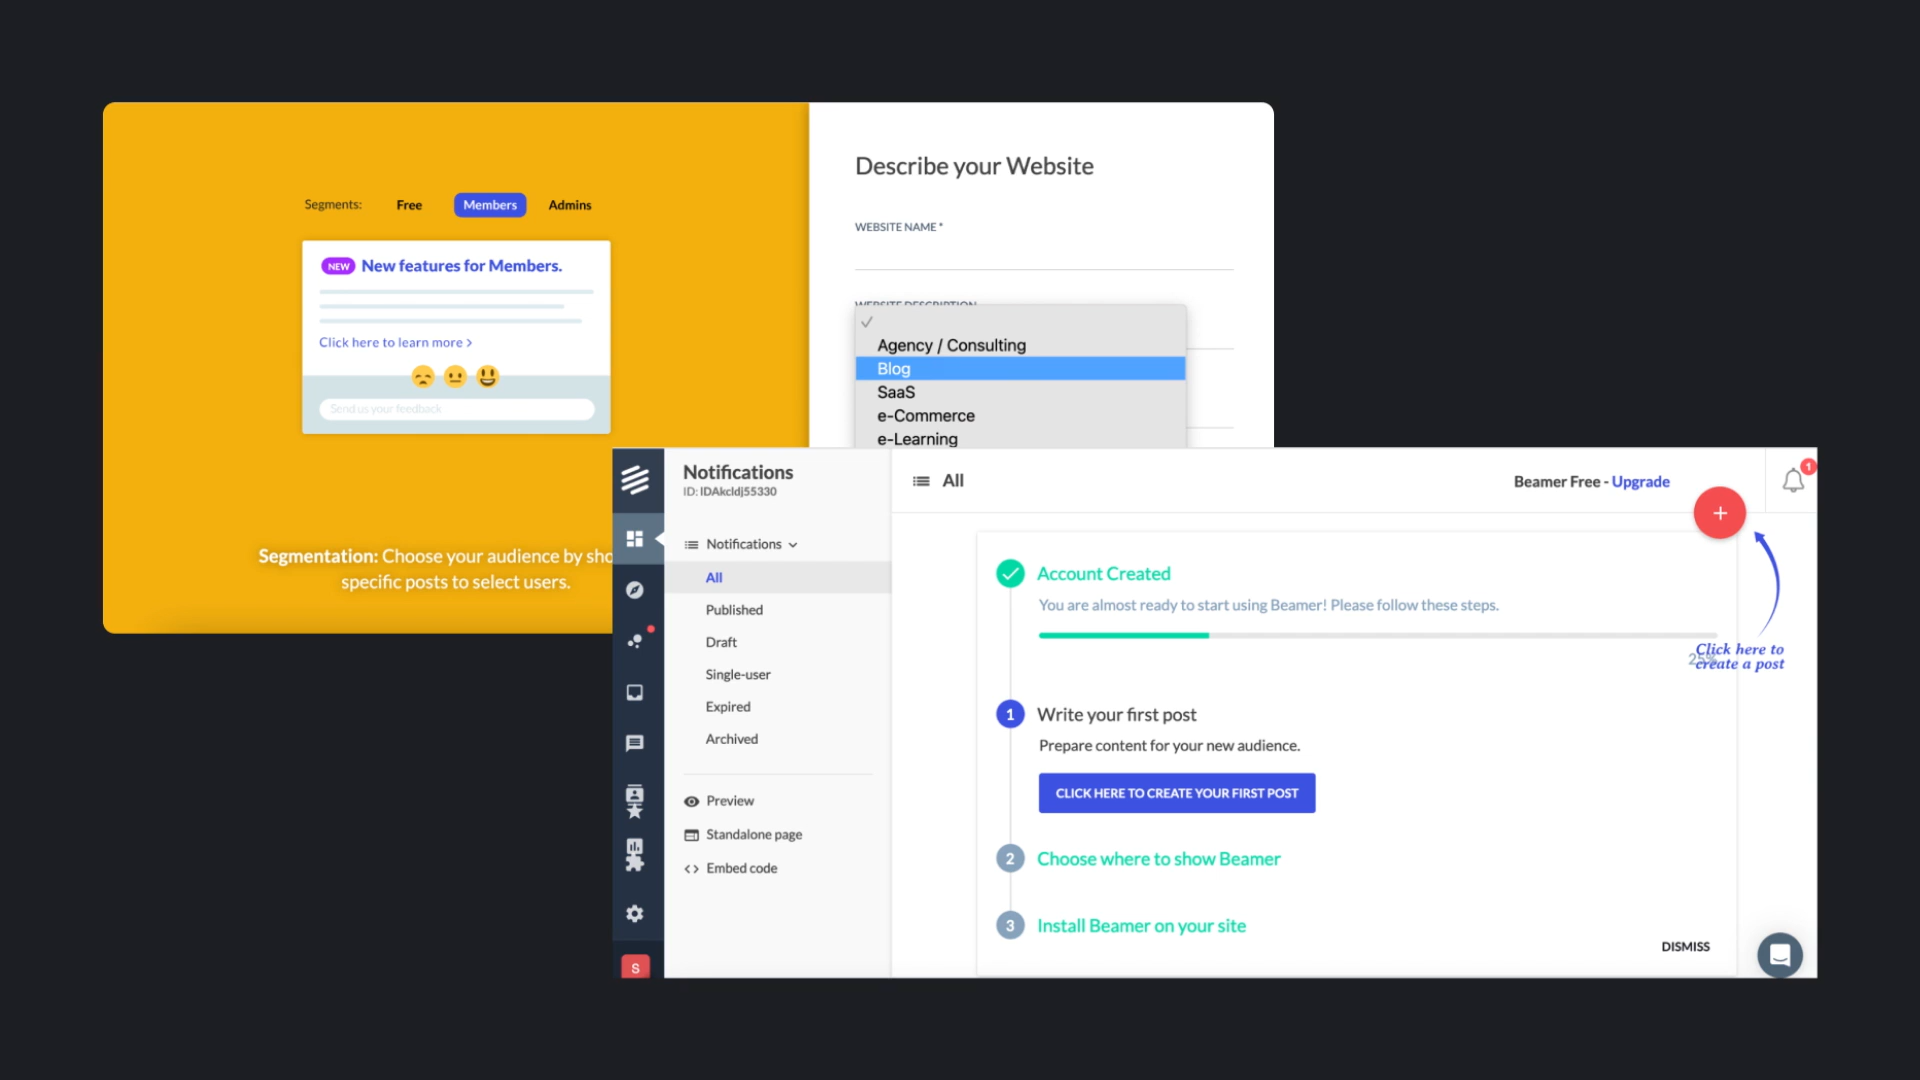 Segments: Free Members Admins
NEW New features for Members.
Click here to learn more >
Send us your feedback
Segmentation: Choose your audience by sho
specific posts to select users.
Describe your Website
WEBSITE NAME *
WEBSITE DESCRIPTION
Agency / Consulting
Blog
SaaS
e-Commerce
e-Learning
Notifications
ID: IDAkcldj55330
Notifications
All
Published
Draft
Single-user
Expired
Archived
Preview
Standalone page
Embed code
S
All
Beamer Free - Upgrade
1
+
Account Created
You are almost ready to start using Beamer! Please follow these steps.
25%
Click here to
create a post
1 Write your first post
Prepare content for your new audience.
CLICK HERE TO CREATE YOUR FIRST POST
2 Choose where to show Beamer
3 Install Beamer on your site
DISMISS